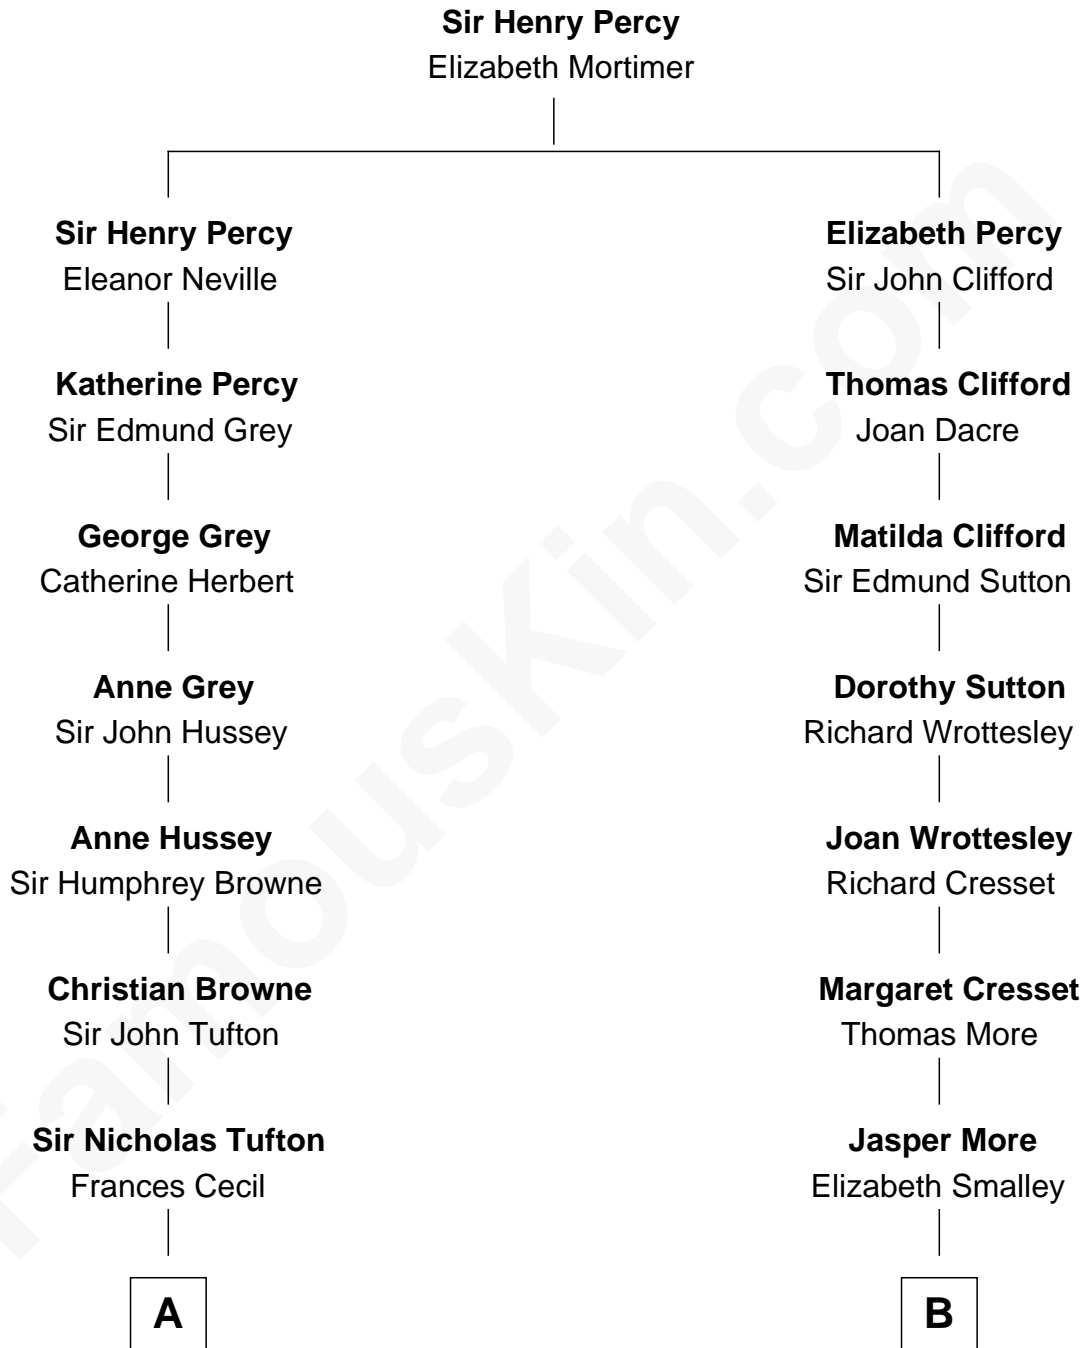 Sir Henry Percy
Elizabeth Mortimer
Sir Henry Percy
Eleanor Neville
Katherine Percy
Sir Edmund Grey
George Grey
Catherine Herbert
Anne Grey
Sir John Hussey
Anne Hussey
Sir Humphrey Browne
Christian Browne
Sir John Tufton
Sir Nicholas Tufton
Frances Cecil
A
Elizabeth Percy
Sir John Clifford
Thomas Clifford
Joan Dacre
Matilda Clifford
Sir Edmund Sutton
Dorothy Sutton
Richard Wrottesley
Joan Wrottesley
Richard Cresset
Margaret Cresset
Thomas More
Jasper More
Elizabeth Smalley
B
FamousKin.com